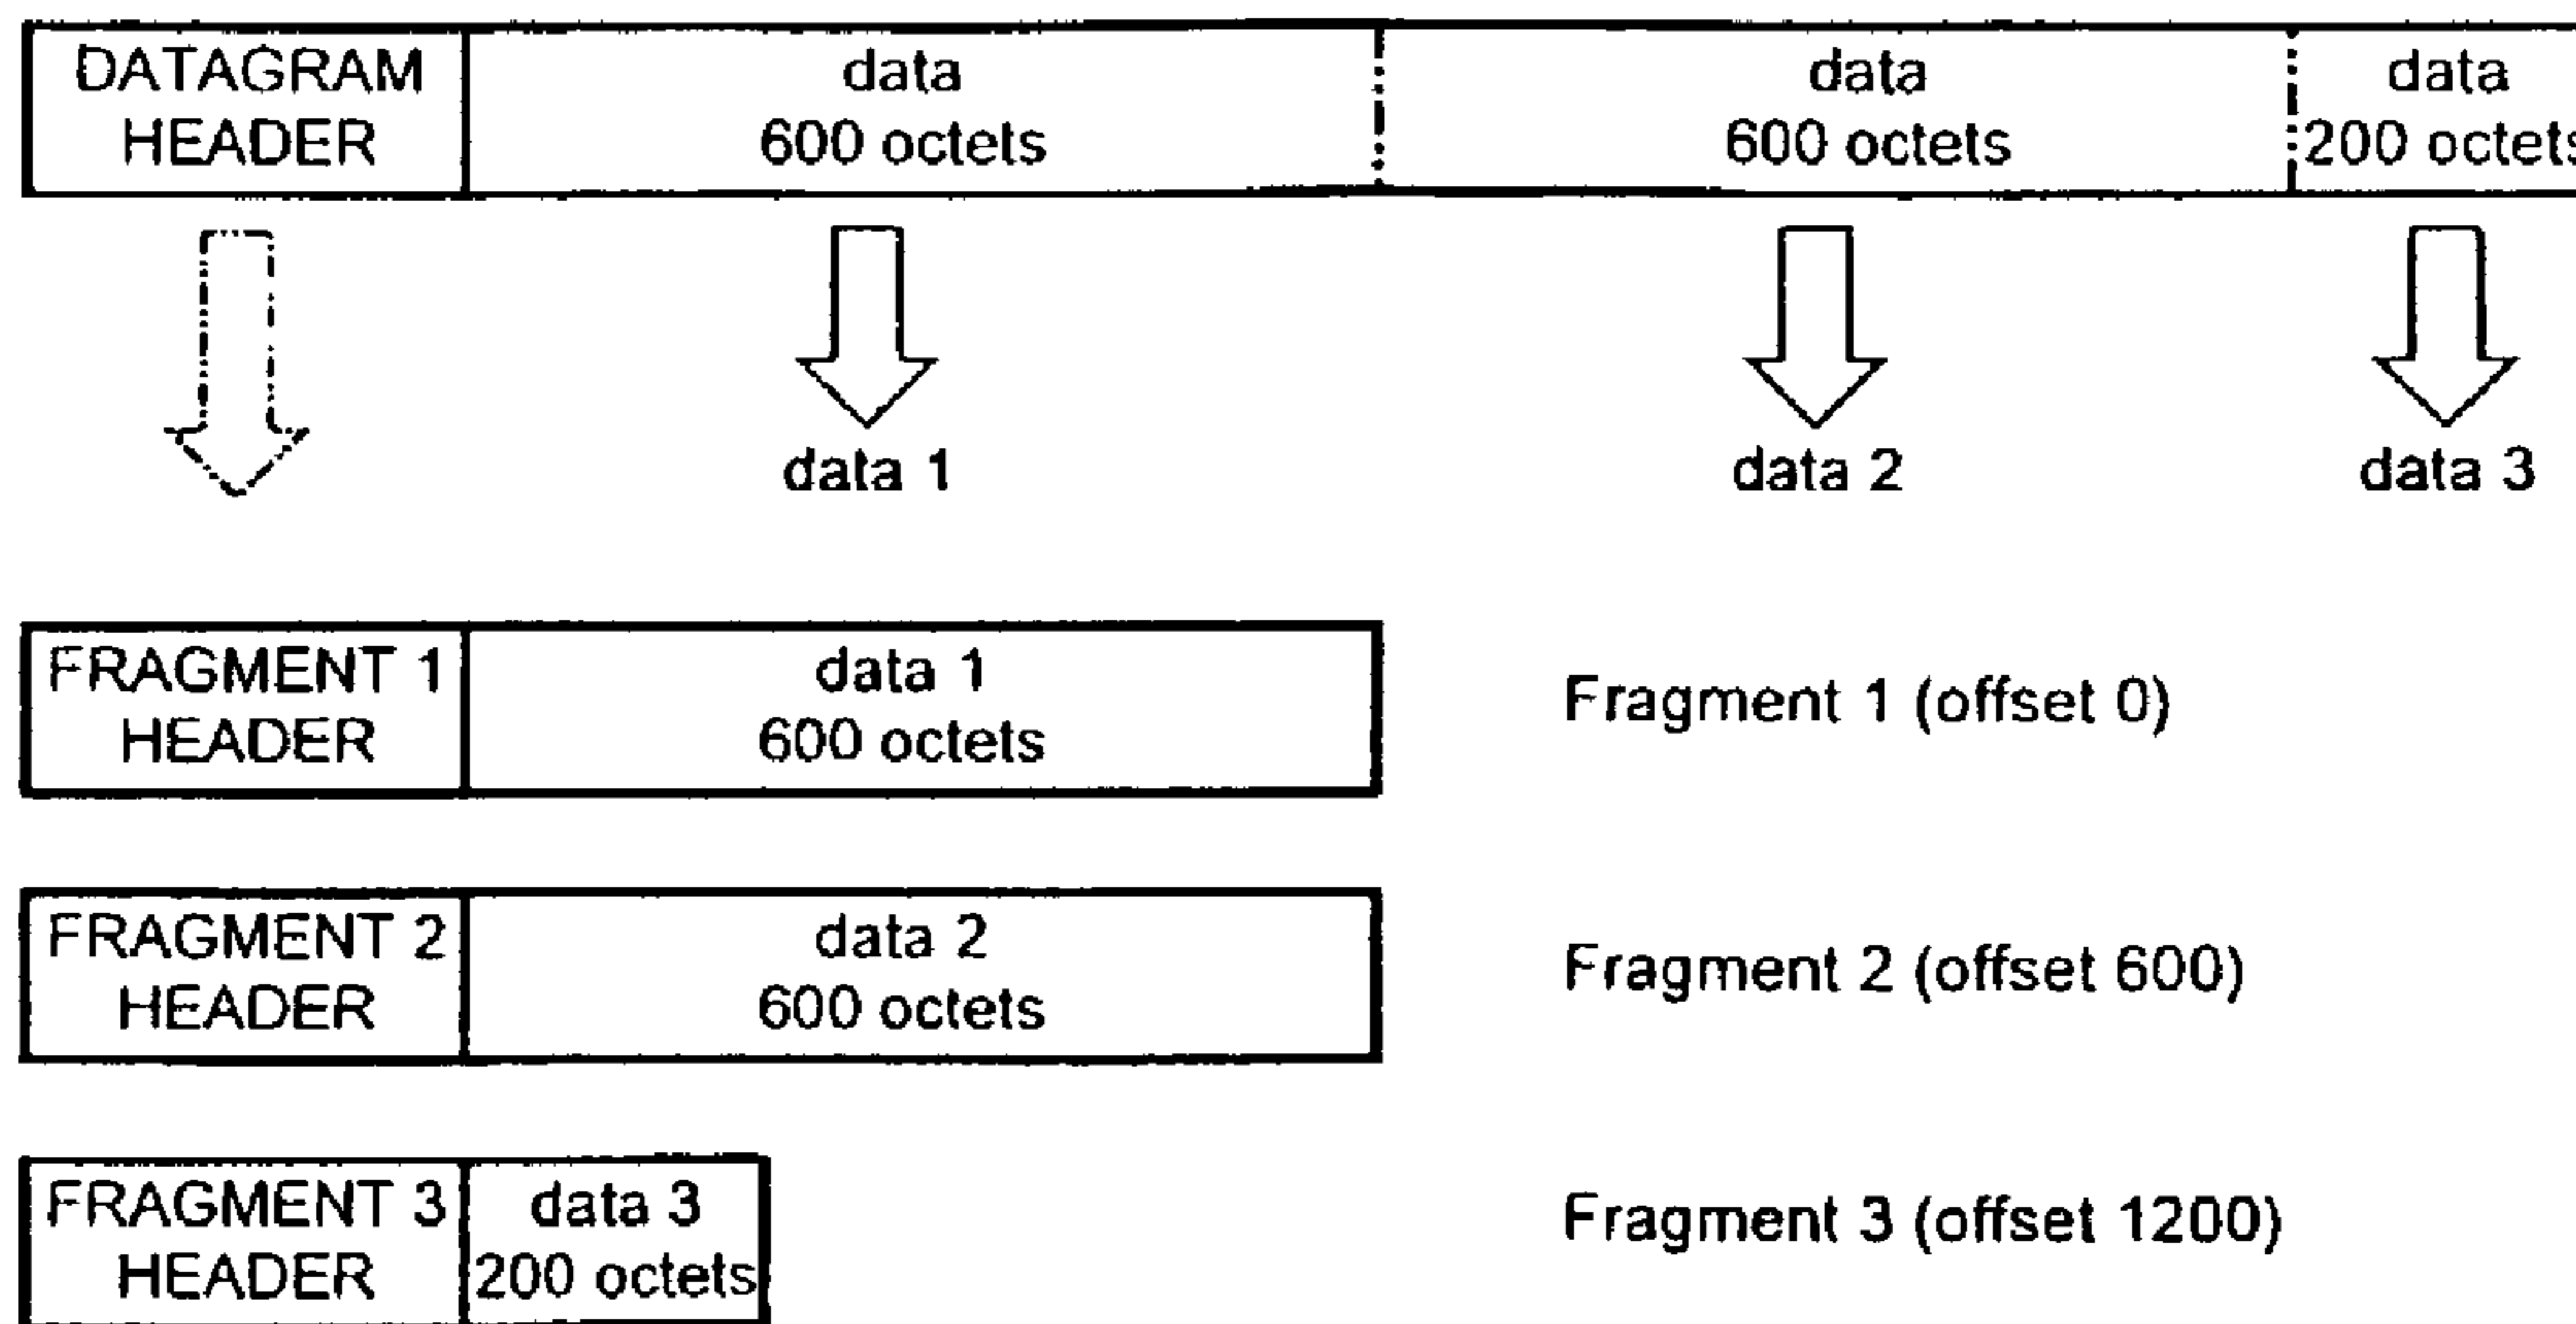 DATAGRAM
HEADER
data
600 octets
data
600 octets
data
200 octets
data 1
data 2
data 3
FRAGMENT 1
HEADER
data 1
600 octets
Fragment 1 (offset 0)
FRAGMENT 2
HEADER
data 2
600 octets
Fragment 2 (offset 600)
FRAGMENT 3
HEADER
data 3
200 octets
Fragment 3 (offset 1200)